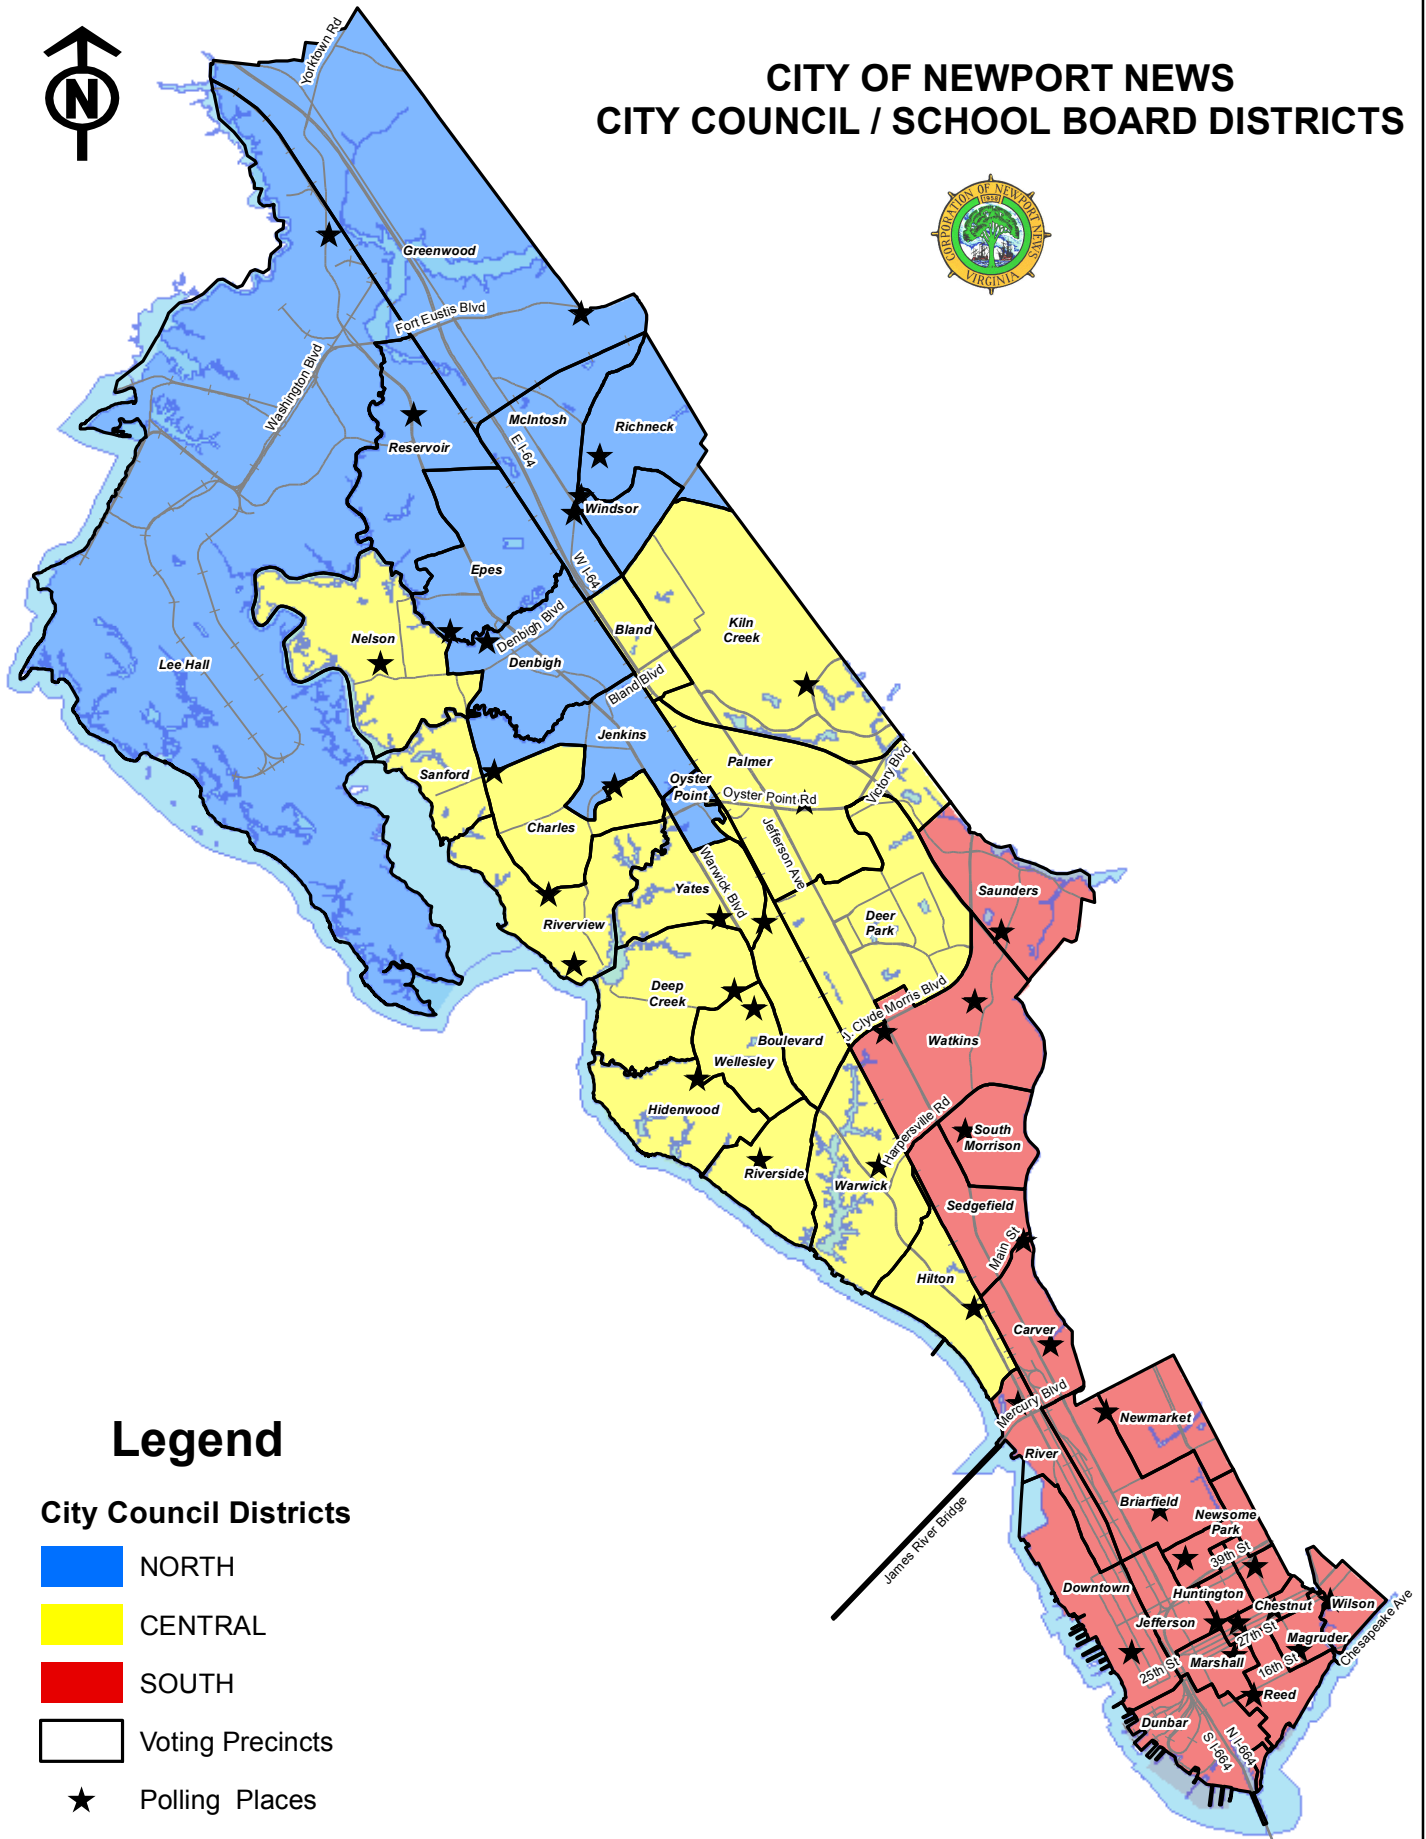 CITY OF NEWPORT NEWS
CITY COUNCIL / SCHOOL BOARD DISTRICTS
N
CORPORATION OF NEWPORT NEWS
1958
VIRGINIA
Yorktown Rd
Greenwood
Fort Eustis Blvd
Washington Blvd
McIntosh
Richneck
Reservoir
E I-64
Windsor
Epes
W I-64
Denbigh Blvd
Bland
Kiln
Creek
Nelson
Lee Hall
Denbigh
Bland Blvd
Jenkins
Palmer
Sanford
Oyster
Point
Oyster Point Rd
Victory Blvd
Charles
Jefferson Ave
Warwick Blvd
Yates
Saunders
Riverview
Deer
Park
Deep
Creek
J. Clyde Morris Blvd
Boulevard
Watkins
Wellesley
Hidenwood
Harpersville Rd
South
Morrison
Riverside
Warwick
Sedgefield
Main St
Hilton
Carver
Mercury Blvd
Newmarket
River
James River Bridge
Briarfield
Newsome
Park
39th St
Downtown
Huntington
Chestnut
Wilson
Jefferson
27th St
Magruder
Chesapeake Ave
25th St
Marshall
16th St
Reed
Dunbar
S I-664
N I-664
Legend
City Council Districts
NORTH
CENTRAL
SOUTH
Voting Precincts
Polling Places